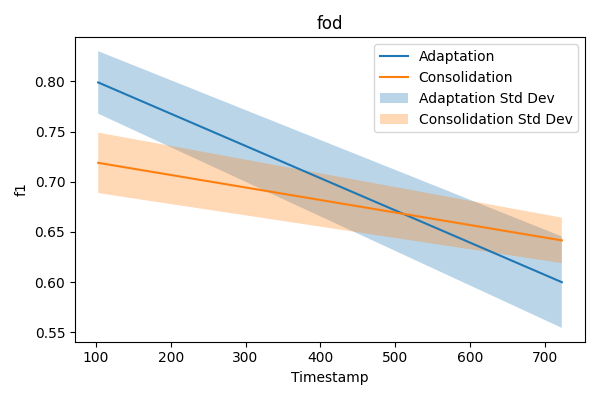 fod
Adaptation
Consolidation
Adaptation Std Dev
Consolidation Std Dev
f1
0.80
0.75
0.70
0.65
0.60
0.55
100 200 300 400 500 600 700
Timestamp